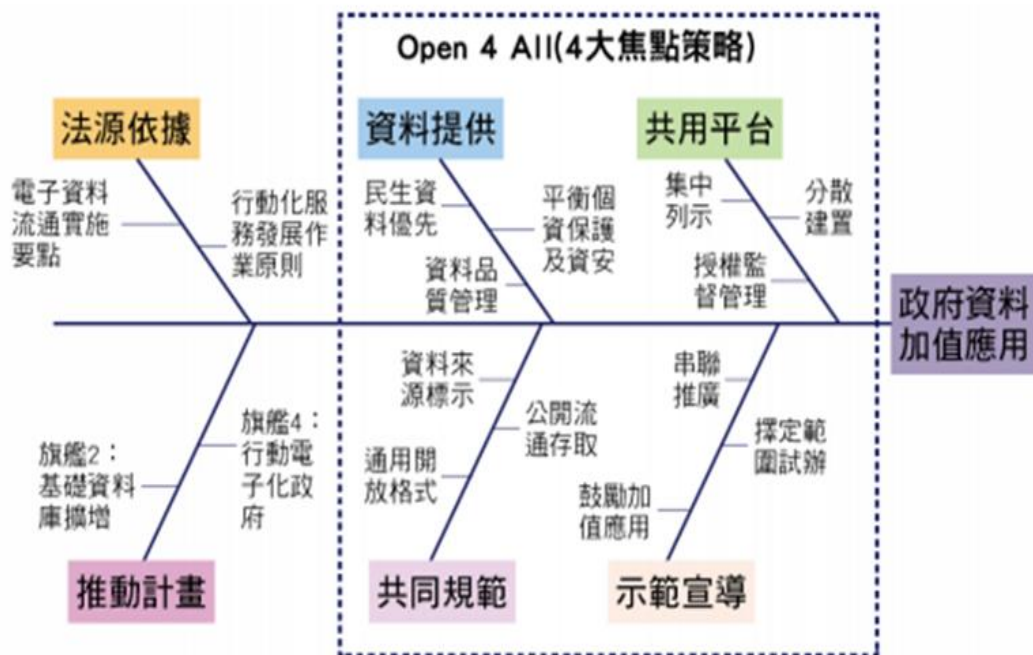 Open 4 All(4大焦點策略)
法源依據
資料提供
共用平台
電子資料
流通實施
要點
行動化服
務發展作
業原則
民生資
料優先
平衡個
資保護
及資安
資料品
質管理
集中
列示
分散
建置
授權監
督管理
政府資料
加值應用
旗艦2：
基礎資料
庫擴增
旗艦4：
行動電
子化政
府
資料來
源標示
公開流
通存取
通用開
放格式
串聯
推廣
擇定範
圍試辦
鼓勵加
值應用
推動計畫
共同規範
示範宣導